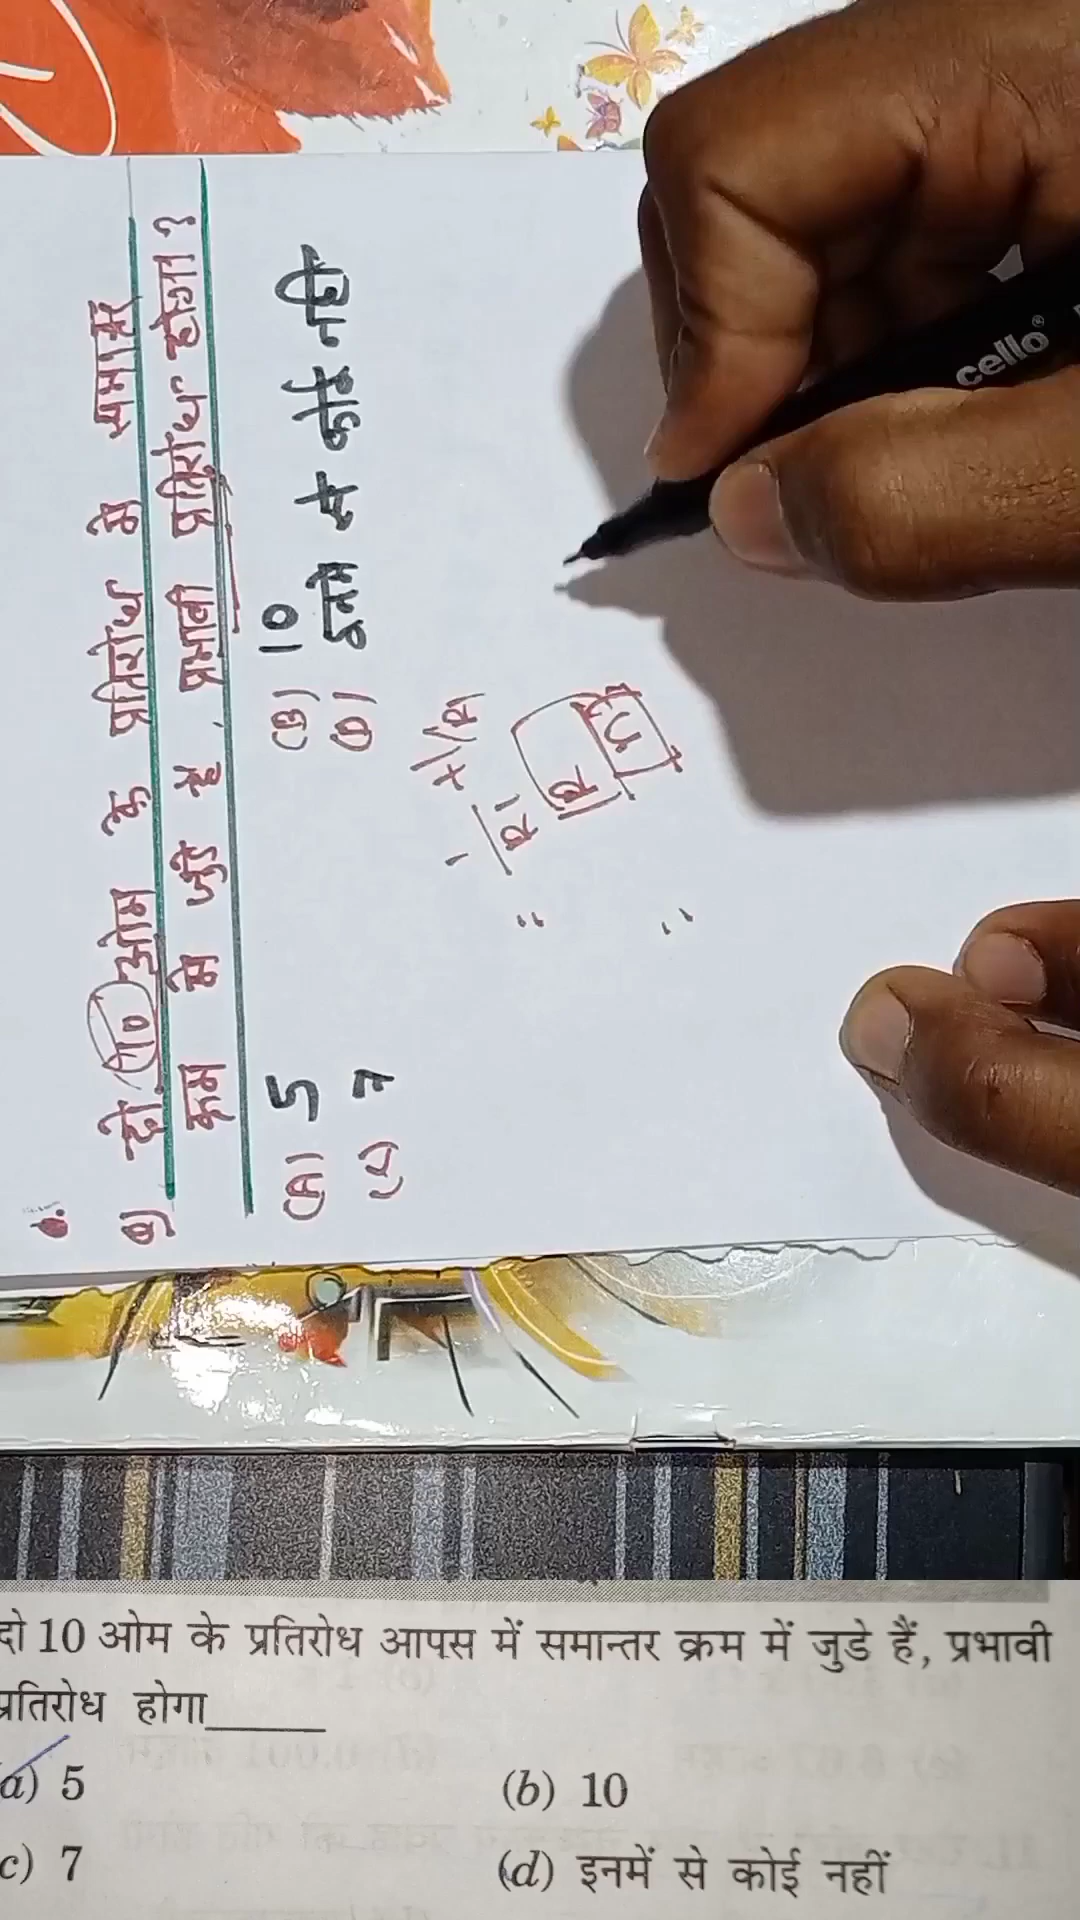 दो 10 ओम के प्रतिरोध मे समांतर
क्रम मे जुड़े है, प्रभावी प्रतिरोध होगा ?
(A) 5 (B) 10
7 (D) इनमे से कोई नही
cello
दो 10 ओम के प्रतिरोध आपस में समान्तर क्रम में जुडे हैं, प्रभावी
प्रतिरोध होगा_____
a) 5 (b) 10
c) 7 (d) इनमें से कोई नहीं